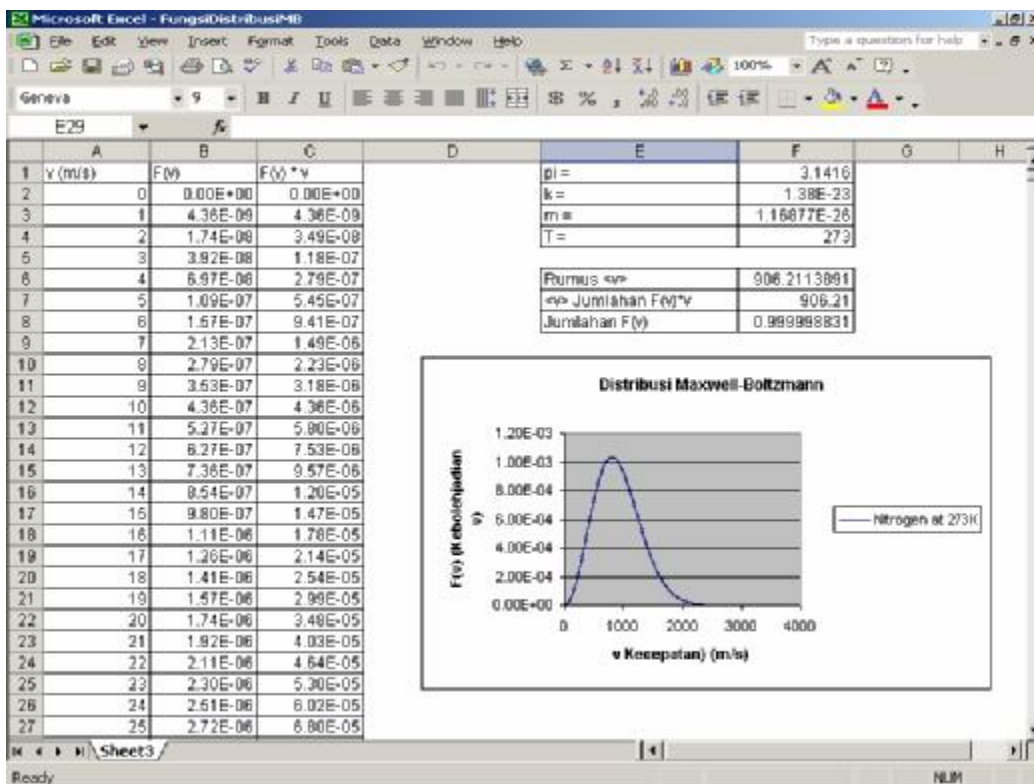 Microsoft Excel - FungsiDistribusiMB
File Edit View Insert Format Tools Data Window Help
Type a question for help
100%
Geneva 9 B I U $ % ,
E29 fx
A B C D E F G H
1 v (m/s) F(v) F(v) * v pi = 3.1416
2 0 0.00E+00 0.00E+00 k = 1.38E-23
3 1 4.36E-09 4.36E-09 m = 1.16877E-26
4 2 1.74E-08 3.49E-08 T = 273
5 3 3.92E-08 1.18E-07
6 4 6.97E-08 2.79E-07 Rumus <v> 906.2113891
7 5 1.09E-07 5.45E-07 <v> Jumlahan F(v)*v 906.21
8 6 1.57E-07 9.41E-07 Jumlahan F(v) 0.999998831
9 7 2.13E-07 1.49E-06
10 8 2.79E-07 2.23E-06
11 9 3.53E-07 3.18E-06
12 10 4.36E-07 4.36E-06
13 11 5.27E-07 5.80E-06
14 12 6.27E-07 7.53E-06
15 13 7.36E-07 9.57E-06
16 14 8.54E-07 1.20E-05
17 15 9.80E-07 1.47E-05
18 16 1.11E-06 1.78E-05
19 17 1.26E-06 2.14E-05
20 18 1.41E-06 2.54E-05
21 19 1.57E-06 2.99E-05
22 20 1.74E-06 3.48E-05
23 21 1.92E-06 4.03E-05
24 22 2.11E-06 4.64E-05
25 23 2.30E-06 5.30E-05
26 24 2.51E-06 6.02E-05
27 25 2.72E-06 6.80E-05
Distribusi Maxwell-Boltzmann
F(v) (Kebolehjadian
v)
1.20E-03
1.00E-03
8.00E-04
6.00E-04
4.00E-04
2.00E-04
0.00E+00
0 1000 2000 3000 4000
v Kecepatan) (m/s)
Nitrogen at 273K
Sheet3
Ready NUM